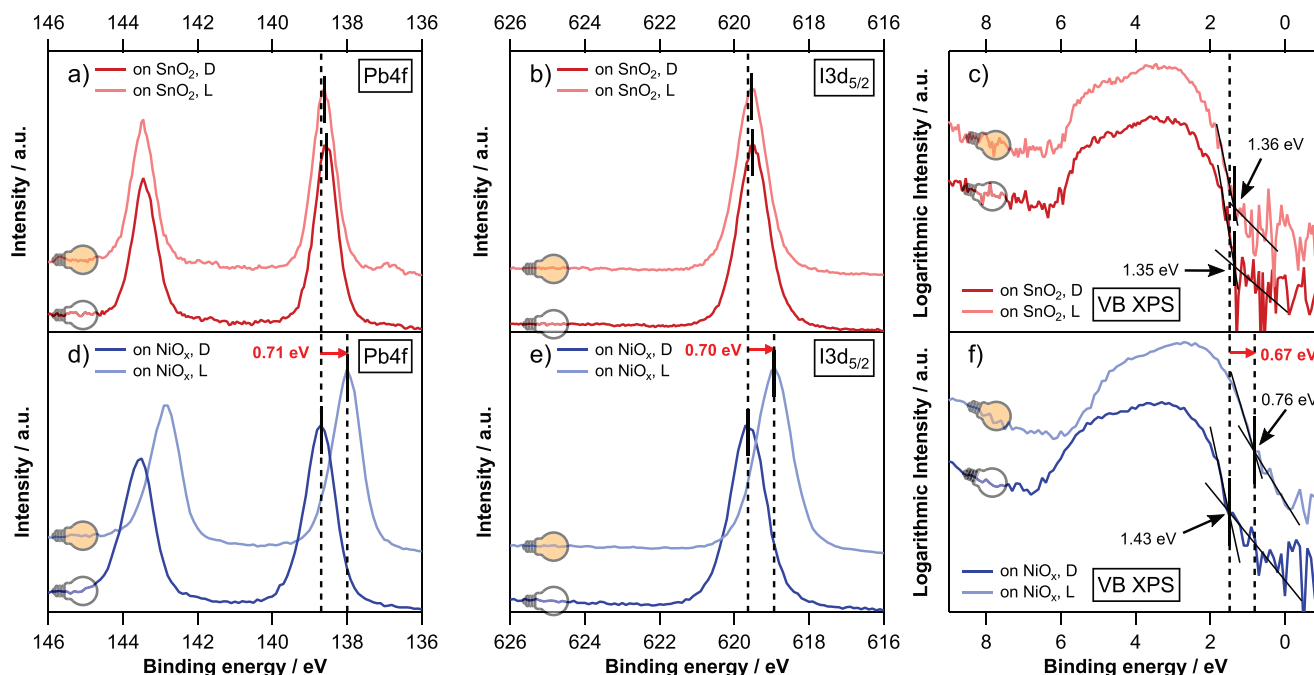 146 144 142 140 138 136
626 624 622 620 618 616
8 6 4 2 0
a)
on SnO₂, D
on SnO₂, L
Pb4f
Intensity / a.u.
b)
on SnO₂, D
on SnO₂, L
I3d₅/₂
Intensity / a.u.
c)
1.36 eV
1.35 eV
on SnO₂, D
on SnO₂, L
VB XPS
Logarithmic Intensity / a.u.
d)
on NiOₓ, D
on NiOₓ, L
0.71 eV
Pb4f
Intensity / a.u.
e)
on NiOₓ, D
on NiOₓ, L
0.70 eV
I3d₅/₂
Intensity / a.u.
f)
0.67 eV
0.76 eV
1.43 eV
on NiOₓ, D
on NiOₓ, L
VB XPS
Logarithmic Intensity / a.u.
146 144 142 140 138 136
626 624 622 620 618 616
8 6 4 2 0
Binding energy / eV
Binding energy / eV
Binding energy / eV